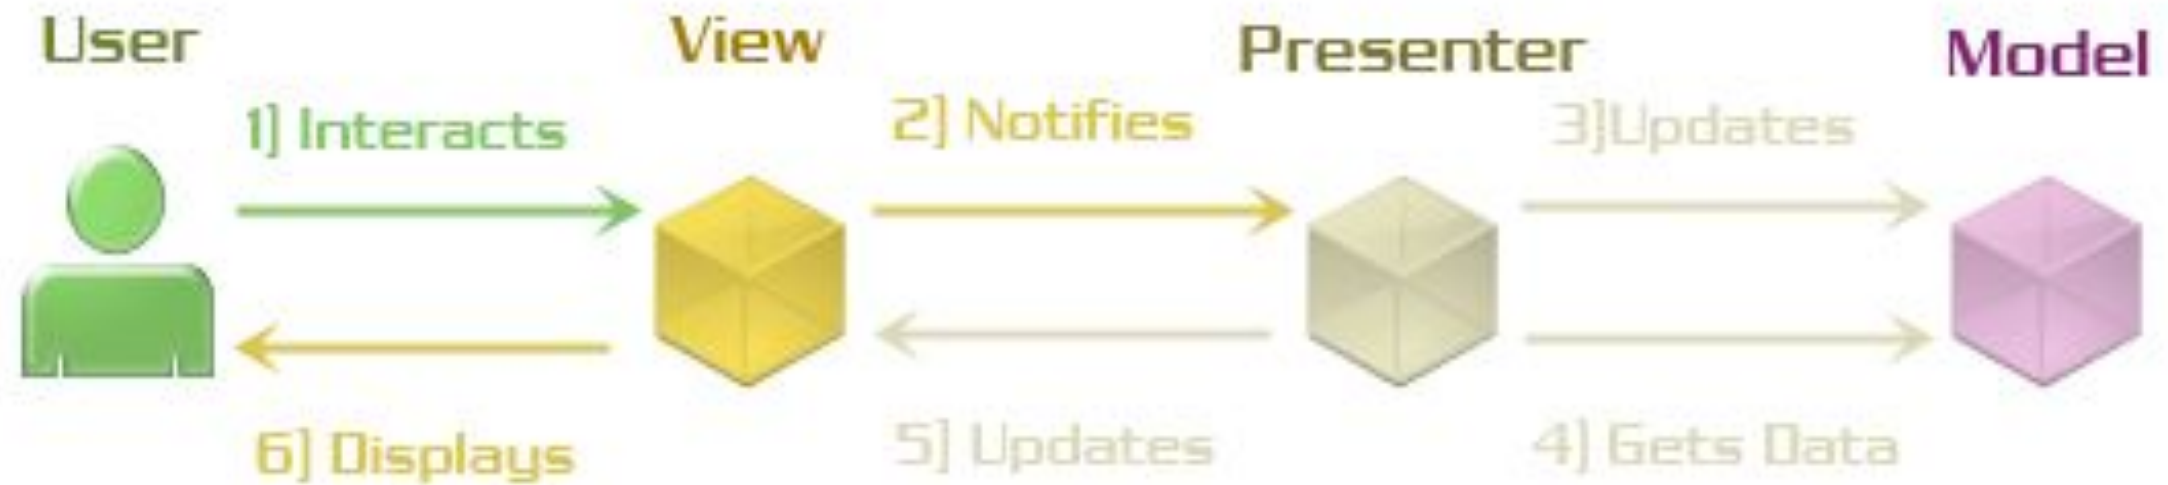 User
View
Presenter
Model
1] Interacts
2] Notifies
3]Updates
6] Displays
5] Updates
4] Gets Data